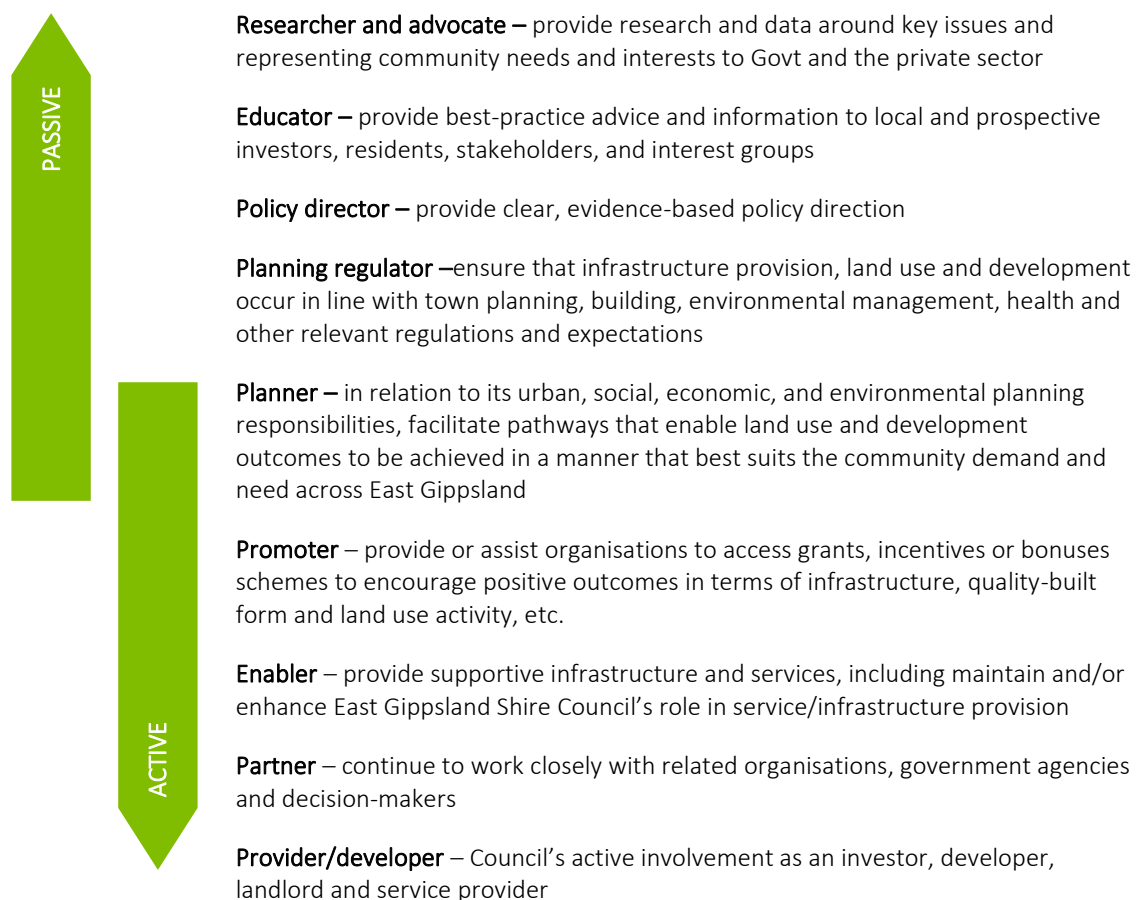 PASSIVE
Researcher and advocate – provide research and data around key issues and
representing community needs and interests to Govt and the private sector
Educator – provide best-practice advice and information to local and prospective
investors, residents, stakeholders, and interest groups
Policy director – provide clear, evidence-based policy direction
Planning regulator –ensure that infrastructure provision, land use and development
occur in line with town planning, building, environmental management, health and
other relevant regulations and expectations
Planner – in relation to its urban, social, economic, and environmental planning
responsibilities, facilitate pathways that enable land use and development
outcomes to be achieved in a manner that best suits the community demand and
need across East Gippsland
Promoter – provide or assist organisations to access grants, incentives or bonuses
schemes to encourage positive outcomes in terms of infrastructure, quality-built
form and land use activity, etc.
Enabler – provide supportive infrastructure and services, including maintain and/or
enhance East Gippsland Shire Council’s role in service/infrastructure provision
ACTIVE
Partner – continue to work closely with related organisations, government agencies
and decision-makers
Provider/developer – Council’s active involvement as an investor, developer,
landlord and service provider